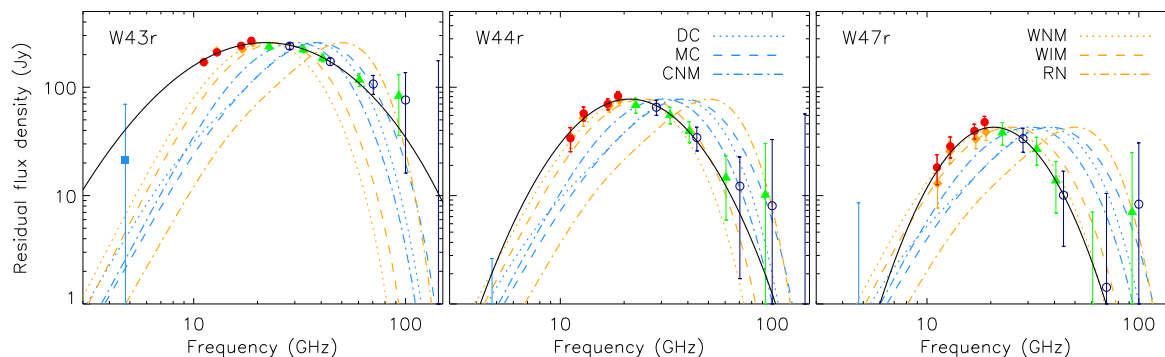 W43r
W44r
DC
MC
CNM
W47r
WNM
WIM
RN
Residual flux density (Jy)
100
10
1
10
100
Frequency (GHz)
10
100
Frequency (GHz)
10
100
Frequency (GHz)